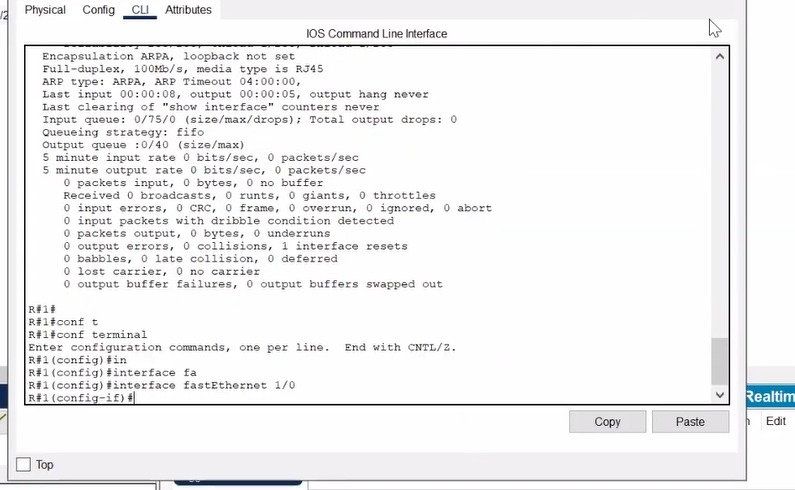 Physical Config CLI Attributes
IOS Command Line Interface
Encapsulation ARPA, loopback not set
Full-duplex, 100Mb/s, media type is RJ45
ARP type: ARPA, ARP Timeout 04:00:00,
Last input 00:00:08, output 00:00:05, output hang never
Last clearing of "show interface" counters never
Input queue: 0/75/0 (size/max/drops); Total output drops: 0
Queueing strategy: fifo
Output queue :0/40 (size/max)
5 minute input rate 0 bits/sec, 0 packets/sec
5 minute output rate 0 bits/sec, 0 packets/sec
0 packets input, 0 bytes, 0 no buffer
Received 0 broadcasts, 0 runts, 0 giants, 0 throttles
0 input errors, 0 CRC, 0 frame, 0 overrun, 0 ignored, 0 abort
0 input packets with dribble condition detected
0 packets output, 0 bytes, 0 underruns
0 output errors, 0 collisions, 1 interface resets
0 babbles, 0 late collision, 0 deferred
0 lost carrier, 0 no carrier
0 output buffer failures, 0 output buffers swapped out
R#1#
R#1#conf t
R#1#conf terminal
Enter configuration commands, one per line. End with CNTL/Z.
R#1(config)#in
R#1(config)#interface fa
R#1(config)#interface fastEthernet 1/0
R#1(config-if)#
Copy Paste
Top
Realtim
Edit